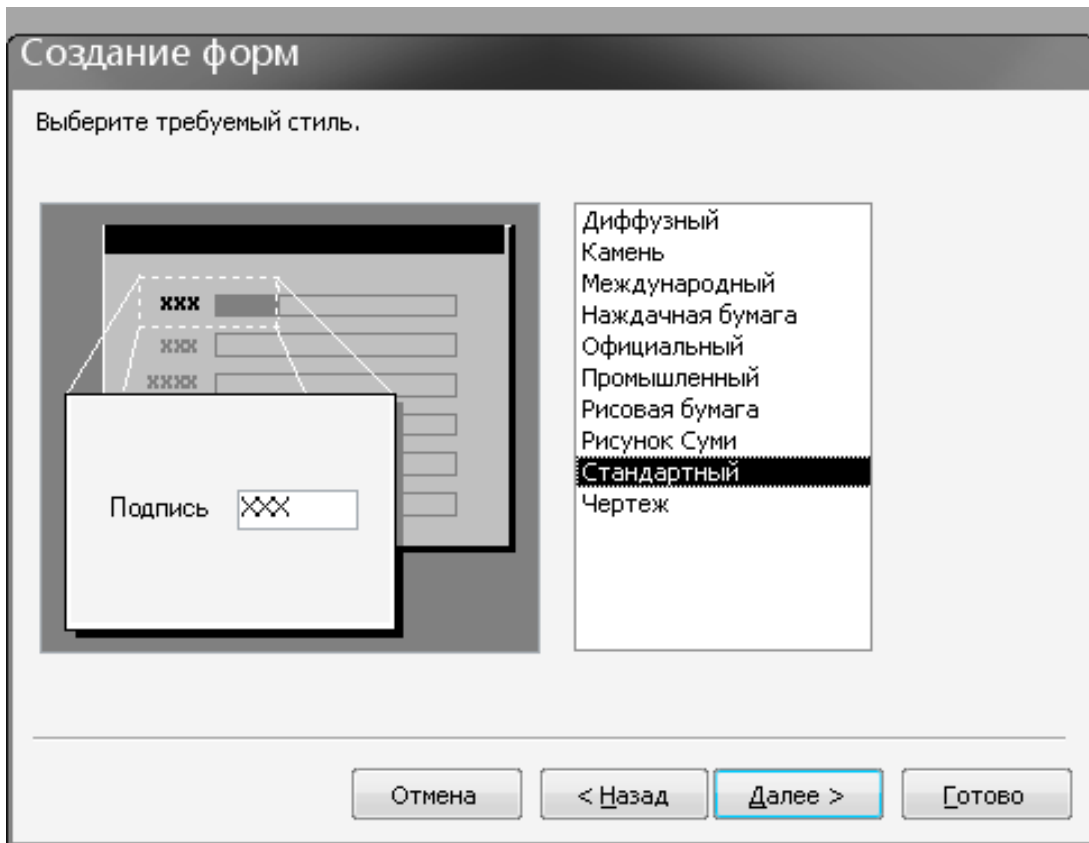 Создание форм
Выберите требуемый стиль.
xxx
xxx
xxxx
Подпись XXX
Диффузный
Камень
Международный
Наждачная бумага
Официальный
Промышленный
Рисовая бумага
Рисунок Суми
Стандартный
Чертеж
Отмена < Назад Далее > Готово